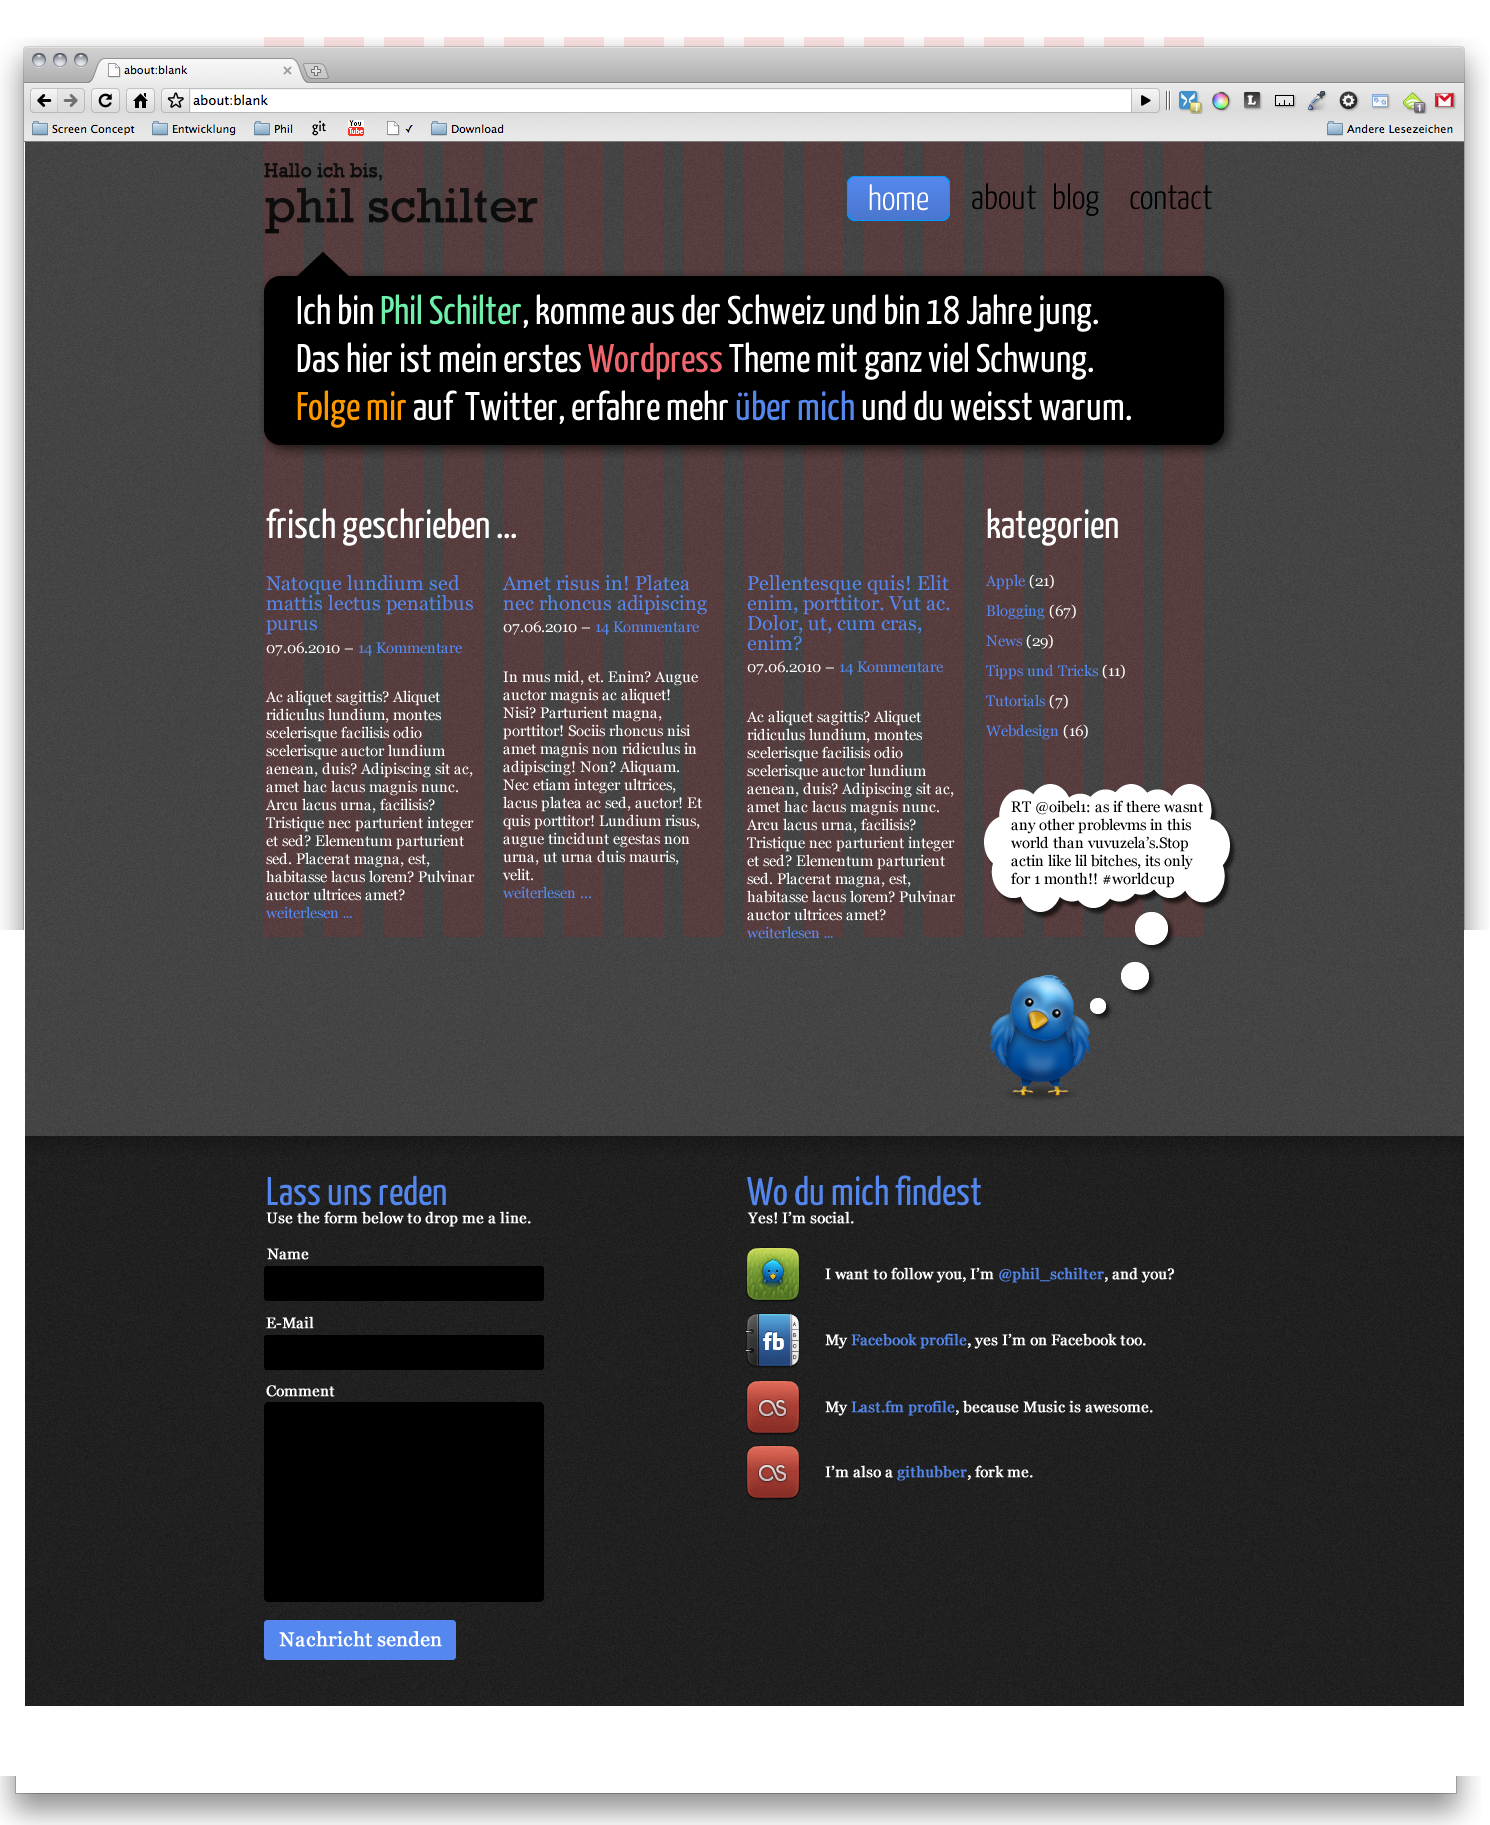 about:blank
about:blank
Screen Concept Entwicklung Phil git You Tube ✓ Download Andere Lesezeichen
Hallo ich bis,
phil schilter
home about blog contact
Ich bin Phil Schilter, komme aus der Schweiz und bin 18 Jahre jung.
Das hier ist mein erstes Wordpress Theme mit ganz viel Schwung.
Folge mir auf Twitter, erfahre mehr über mich und du weisst warum.
frisch geschrieben ...
Natoque lundium sed
mattis lectus penatibus
purus
07.06.2010 – 14 Kommentare
Ac aliquet sagittis? Aliquet
ridiculus lundium, montes
scelerisque facilisis odio
scelerisque auctor lundium
aenean, duis? Adipiscing sit ac,
amet hac lacus magnis nunc.
Arcu lacus urna, facilisis?
Tristique nec parturient integer
et sed? Elementum parturient
sed. Placerat magna, est,
habitasse lacus lorem? Pulvinar
auctor ultrices amet?
weiterlesen ...
Amet risus in! Platea
nec rhoncus adipiscing
07.06.2010 – 14 Kommentare
In mus mid, et. Enim? Augue
auctor magnis ac aliquet!
Nisi? Parturient magna,
porttitor! Sociis rhoncus nisi
amet magnis non ridiculus in
adipiscing! Non? Aliquam.
Nec etiam integer ultrices,
lacus platea ac sed, auctor! Et
quis porttitor! Lundium risus,
augue tincidunt egestas non
urna, ut urna duis mauris,
velit.
weiterlesen ...
Pellentesque quis! Elit
enim, porttitor. Vut ac.
Dolor, ut, cum cras,
enim?
07.06.2010 – 14 Kommentare
Ac aliquet sagittis? Aliquet
ridiculus lundium, montes
scelerisque facilisis odio
scelerisque auctor lundium
aenean, duis? Adipiscing sit ac,
amet hac lacus magnis nunc.
Arcu lacus urna, facilisis?
Tristique nec parturient integer
et sed? Elementum parturient
sed. Placerat magna, est,
habitasse lacus lorem? Pulvinar
auctor ultrices amet?
weiterlesen ...
kategorien
Apple (21)
Blogging (67)
News (29)
Tipps und Tricks (11)
Tutorials (7)
Webdesign (16)
RT @oibel1: as if there wasnt
any other problevms in this
world than vuvuzela's.Stop
actin like lil bitches, its only
for 1 month!! #worldcup
Lass uns reden
Use the form below to drop me a line.
Name
E-Mail
Comment
Nachricht senden
Wo du mich findest
Yes! I'm social.
I want to follow you, I'm @phil_schilter, and you?
fb
A
B
C
D
My Facebook profile, yes I'm on Facebook too.
My Last.fm profile, because Music is awesome.
I'm also a githubber, fork me.